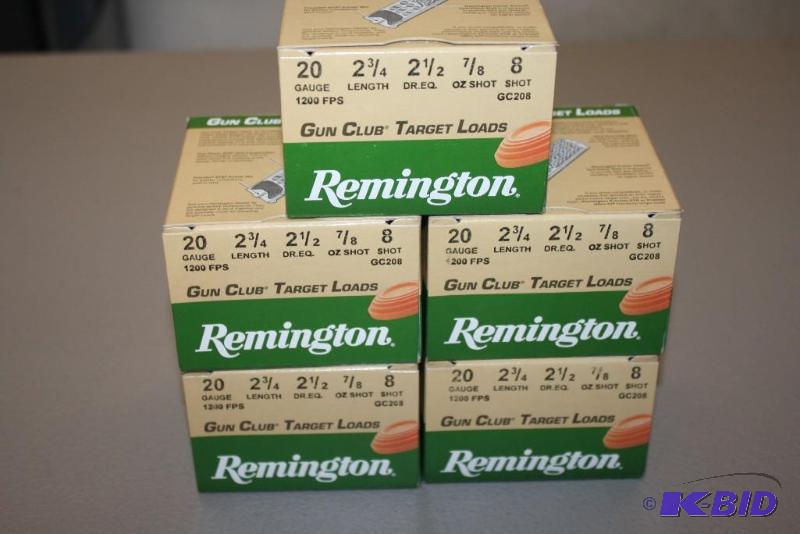 20 2 3/4 2 1/2 7/8 8
GAUGE LENGTH DR.EQ. OZ SHOT SHOT
1200 FPS GC208
GUN CLUB® TARGET LOADS
Remington.
GUN CLUB® TARGET LOADS
20 2 3/4 2 1/2 7/8 8
GAUGE LENGTH DR.EQ. OZ SHOT SHOT
1200 FPS GC208
GUN CLUB® TARGET LOADS
Remington.
20 2 3/4 2 1/2 7/8 8
GAUGE LENGTH DR.EQ. OZ SHOT SHOT
1200 FPS GC208
GUN CLUB® TARGET LOADS
Remington.
20 2 3/4 2 1/2 7/8 8
GAUGE LENGTH DR.EQ. OZ SHOT SHOT
1200 FPS GC208
GUN CLUB® TARGET LOADS
Remington.
20 2 3/4 2 1/2 7/8 8
GAUGE LENGTH DR.EQ. OZ SHOT SHOT
1200 FPS GC208
GUN CLUB® TARGET LOADS
Remington.
© K-BID